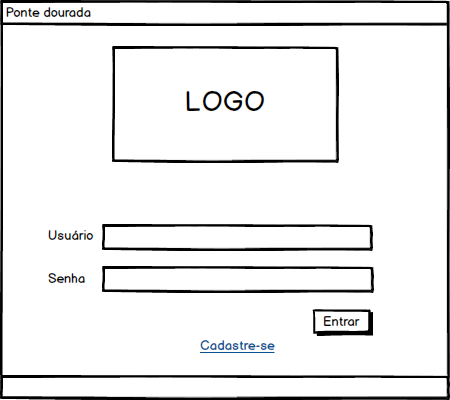 Ponte dourada
LOGO
Usuário
Senha
Entrar
Cadastre-se